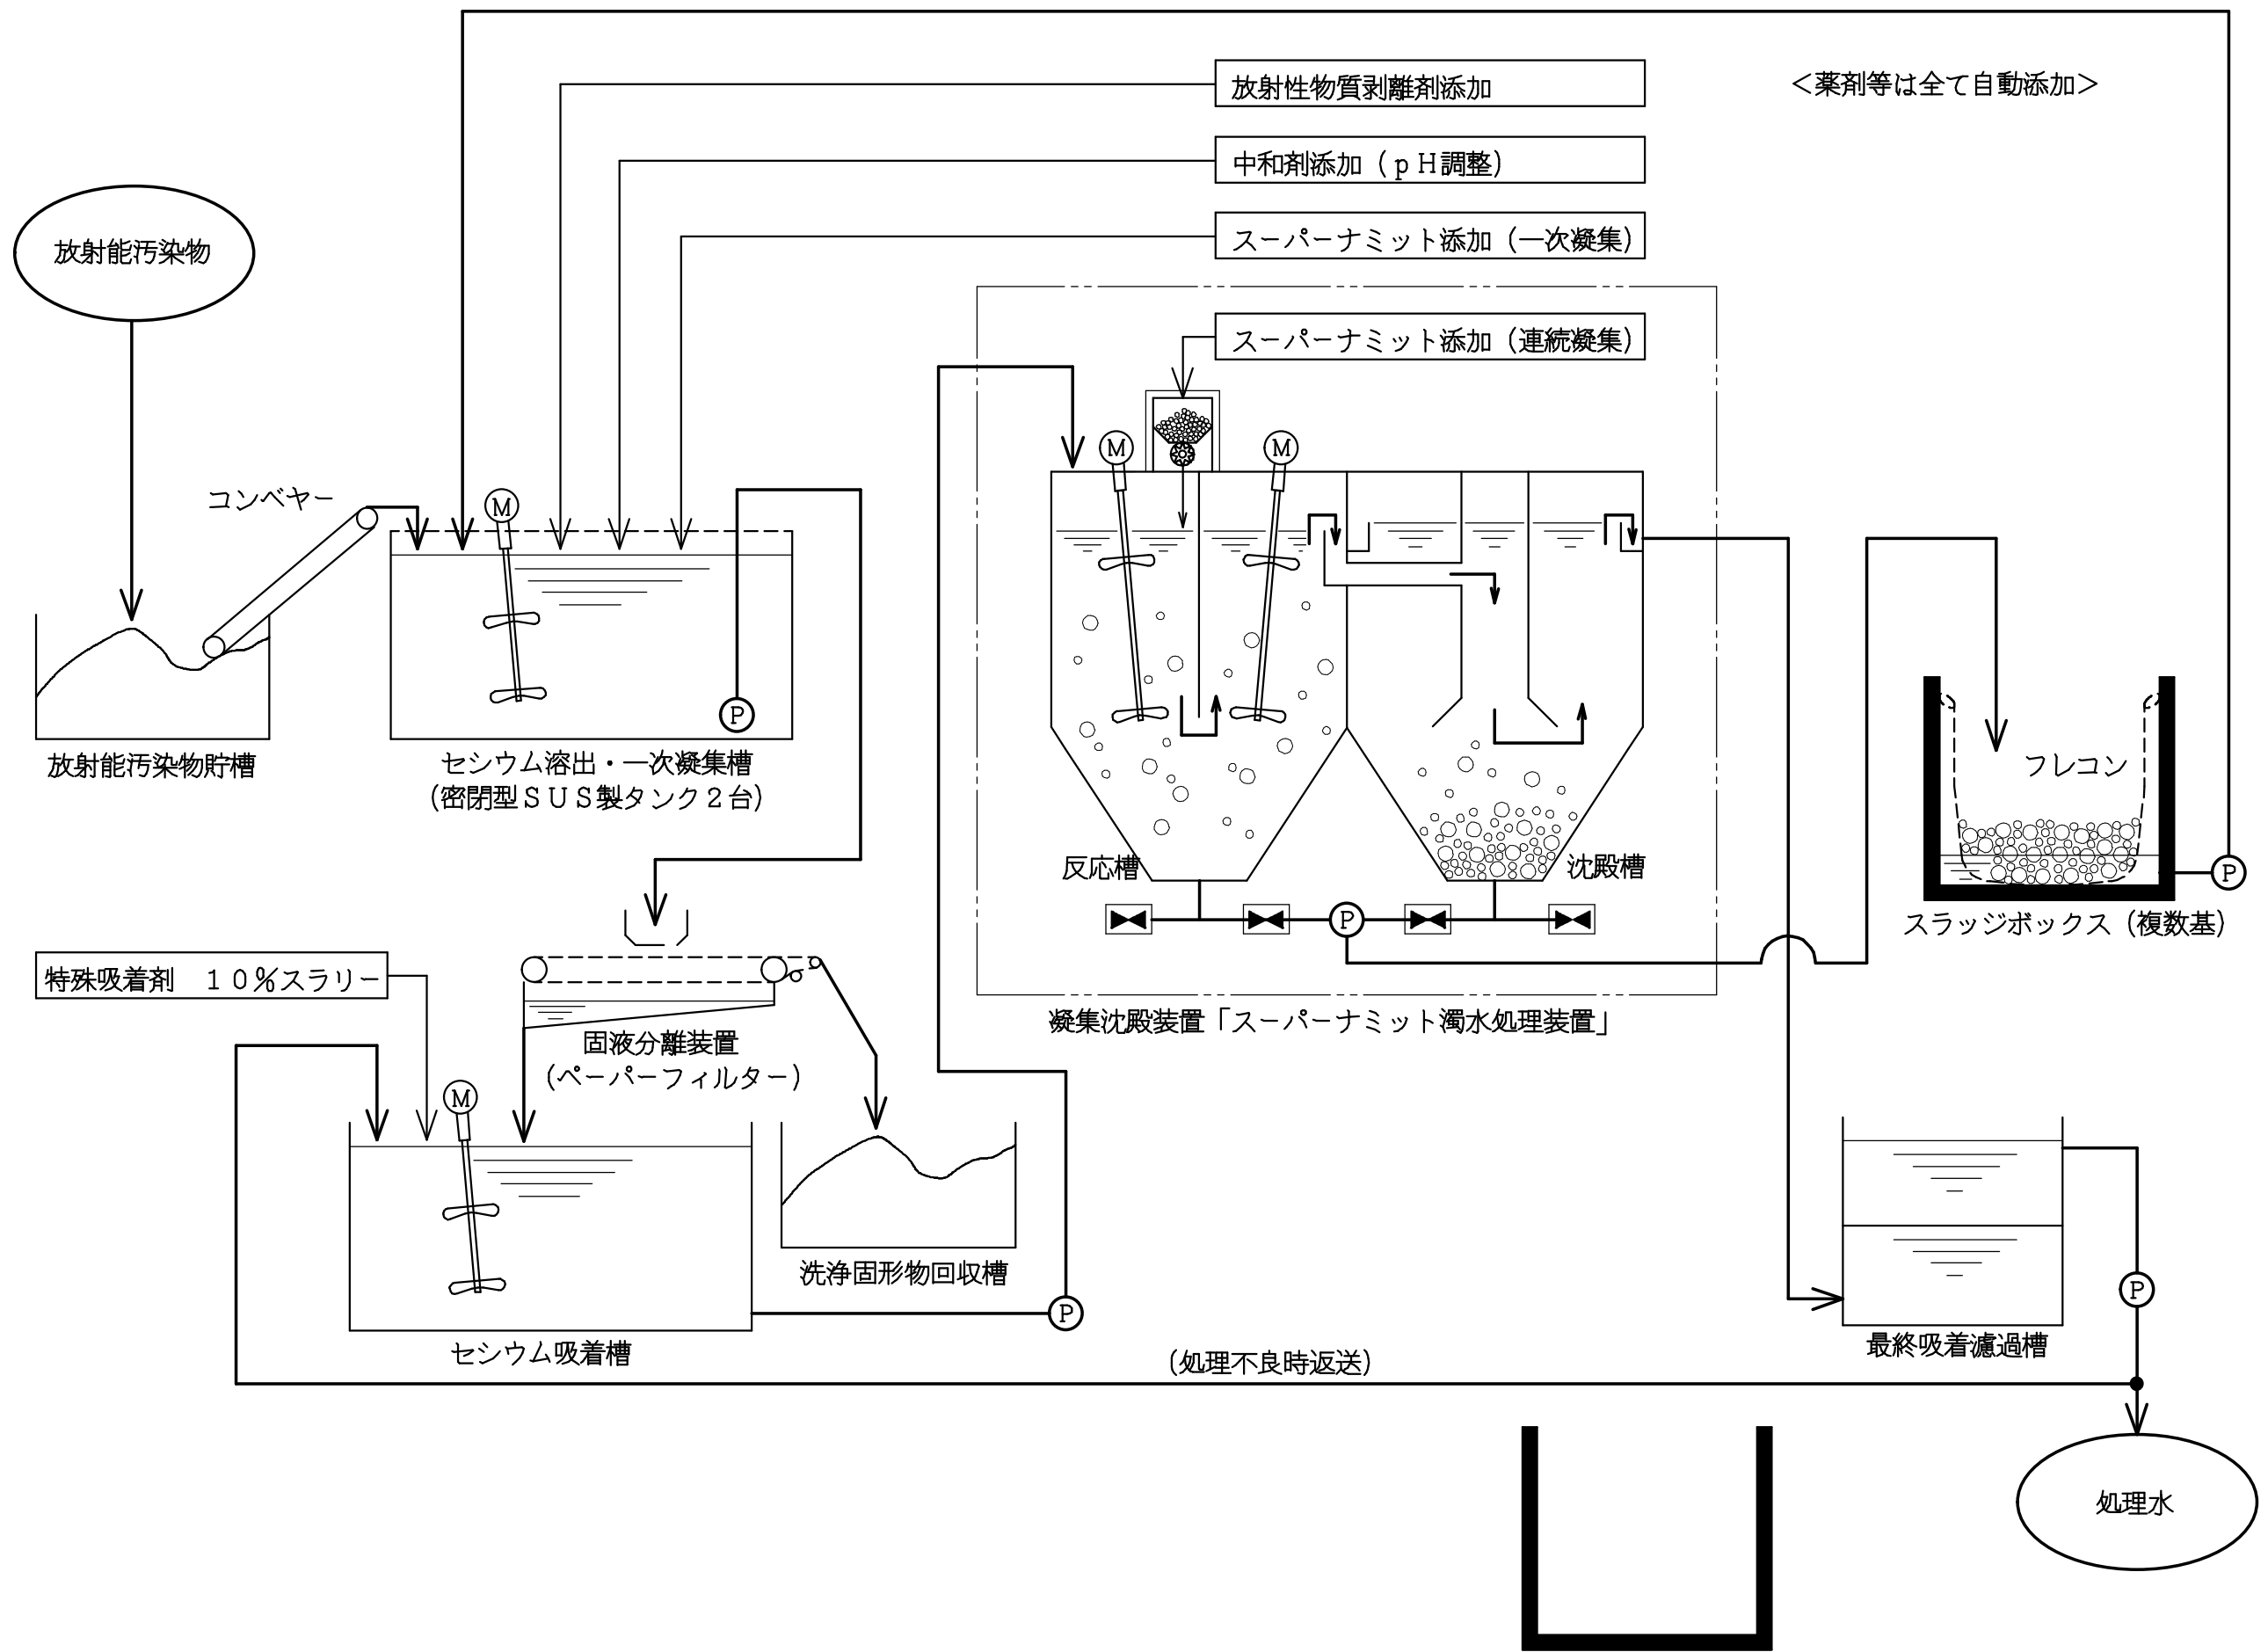 放射性物質剥離剤添加
＜薬剤等は全て自動添加＞
中和剤添加（ｐＨ調整）
スーパーナミット添加（一次凝集）
放射能汚染物
スーパーナミット添加（連続凝集）
M
M
コンベヤー
M
P
放射能汚染物貯槽
セシウム溶出・一次凝集槽
（密閉型ＳＵＳ製タンク２台）
フレコン
反応槽
沈殿槽
P
P
スラッジボックス（複数基）
特殊吸着剤　１０％スラリー
凝集沈殿装置「スーパーナミット濁水処理装置」
固液分離装置
（ペーパーフィルター）
M
洗浄固形物回収槽
P
P
セシウム吸着槽
最終吸着濾過槽
（処理不良時返送）
処理水